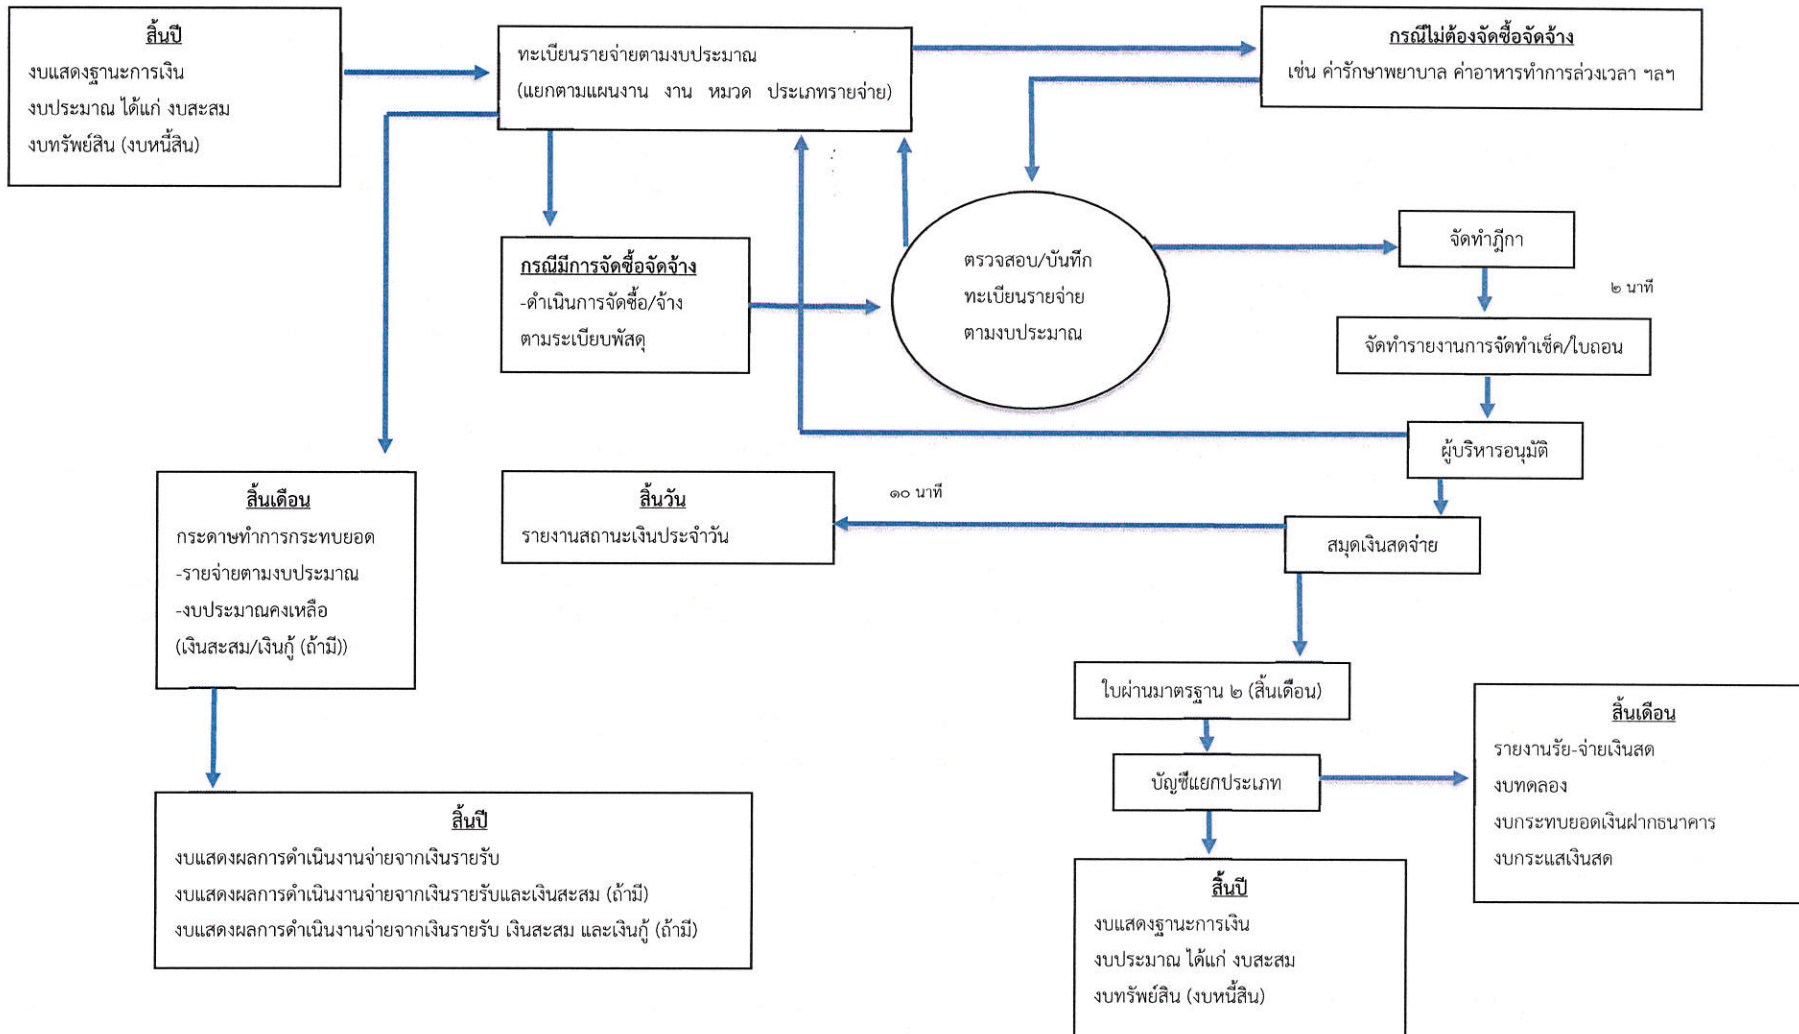 สิ้นปี
งบแสดงฐานะการเงิน
งบประมาณ ได้แก่ งบสะสม
งบทรัพย์สิน (งบหนี้สิน)
ทะเบียนรายจ่ายตามงบประมาณ
(แยกตามแผนงาน งาน หมวด ประเภทรายจ่าย)
กรณีไม่ต้องจัดซื้อจัดจ้าง
เช่น ค่ารักษาพยาบาล ค่าอาหารทำการล่วงเวลา ฯลฯ
กรณีมีการจัดซื้อจัดจ้าง
-ดำเนินการจัดซื้อ/จ้าง
ตามระเบียบพัสดุ
ตรวจสอบ/บันทึก
ทะเบียนรายจ่าย
ตามงบประมาณ
จัดทำฎีกา
๒ นาที
จัดทำรายงานการจัดทำเช็ค/ใบถอน
ผู้บริหารอนุมัติ
สิ้นเดือน
กระดาษทำการกระทบยอด
-รายจ่ายตามงบประมาณ
-งบประมาณคงเหลือ
(เงินสะสม/เงินกู้ (ถ้ามี))
สิ้นวัน
รายงานสถานะเงินประจำวัน
๑๐ นาที
สมุดเงินสดจ่าย
ใบผ่านมาตรฐาน ๒ (สิ้นเดือน)
บัญชีแยกประเภท
สิ้นเดือน
รายงานรัย-จ่ายเงินสด
งบทดลอง
งบกระทบยอดเงินฝากธนาคาร
งบกระแสเงินสด
สิ้นปี
งบแสดงผลการดำเนินงานจ่ายจากเงินรายรับ
งบแสดงผลการดำเนินงานจ่ายจากเงินรายรับและเงินสะสม (ถ้ามี)
งบแสดงผลการดำเนินงานจ่ายจากเงินรายรับ เงินสะสม และเงินกู้ (ถ้ามี)
สิ้นปี
งบแสดงฐานะการเงิน
งบประมาณ ได้แก่ งบสะสม
งบทรัพย์สิน (งบหนี้สิน)